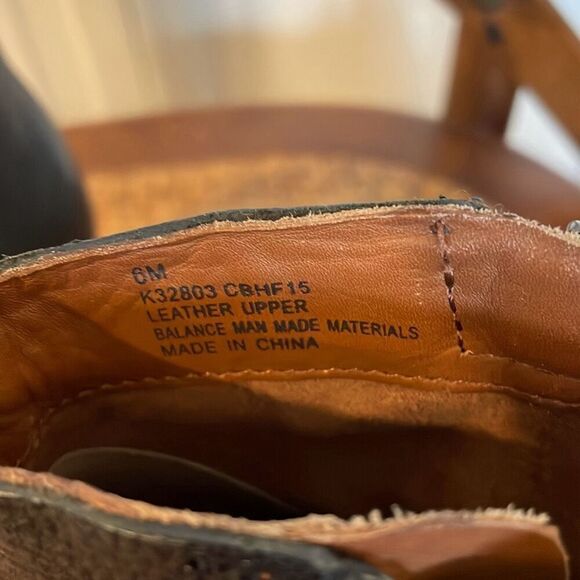 6M
K32803 CBHF15
LEATHER UPPER
BALANCE MAN MADE MATERIALS
MADE IN CHINA